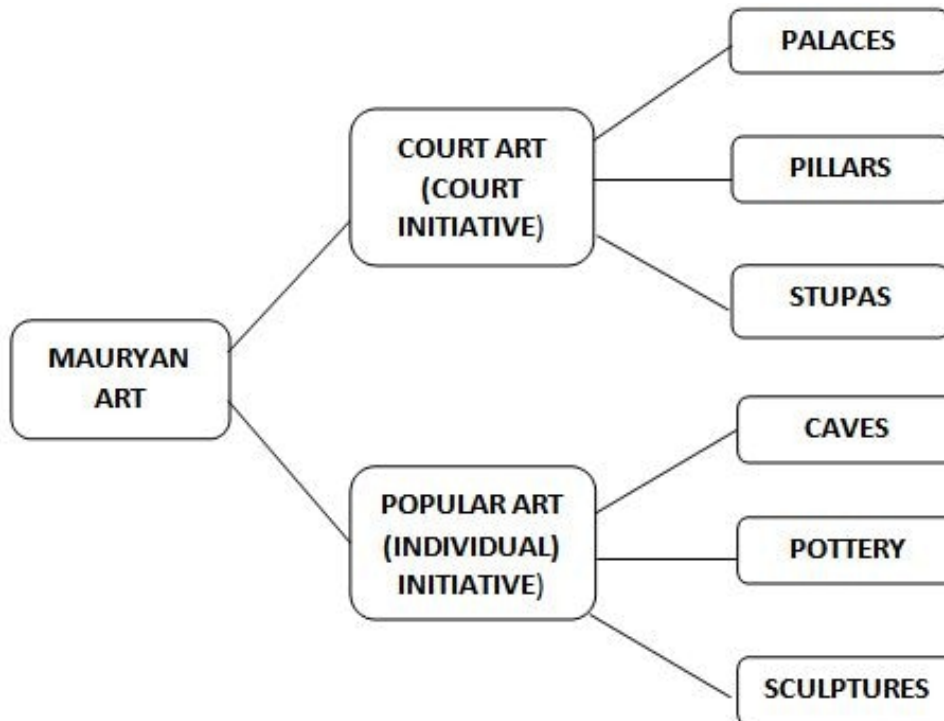 MAURYAN
ART
COURT ART
(COURT
INITIATIVE)
PALACES
PILLARS
STUPAS
POPULAR ART
(INDIVIDUAL)
INITIATIVE)
CAVES
POTTERY
SCULPTURES